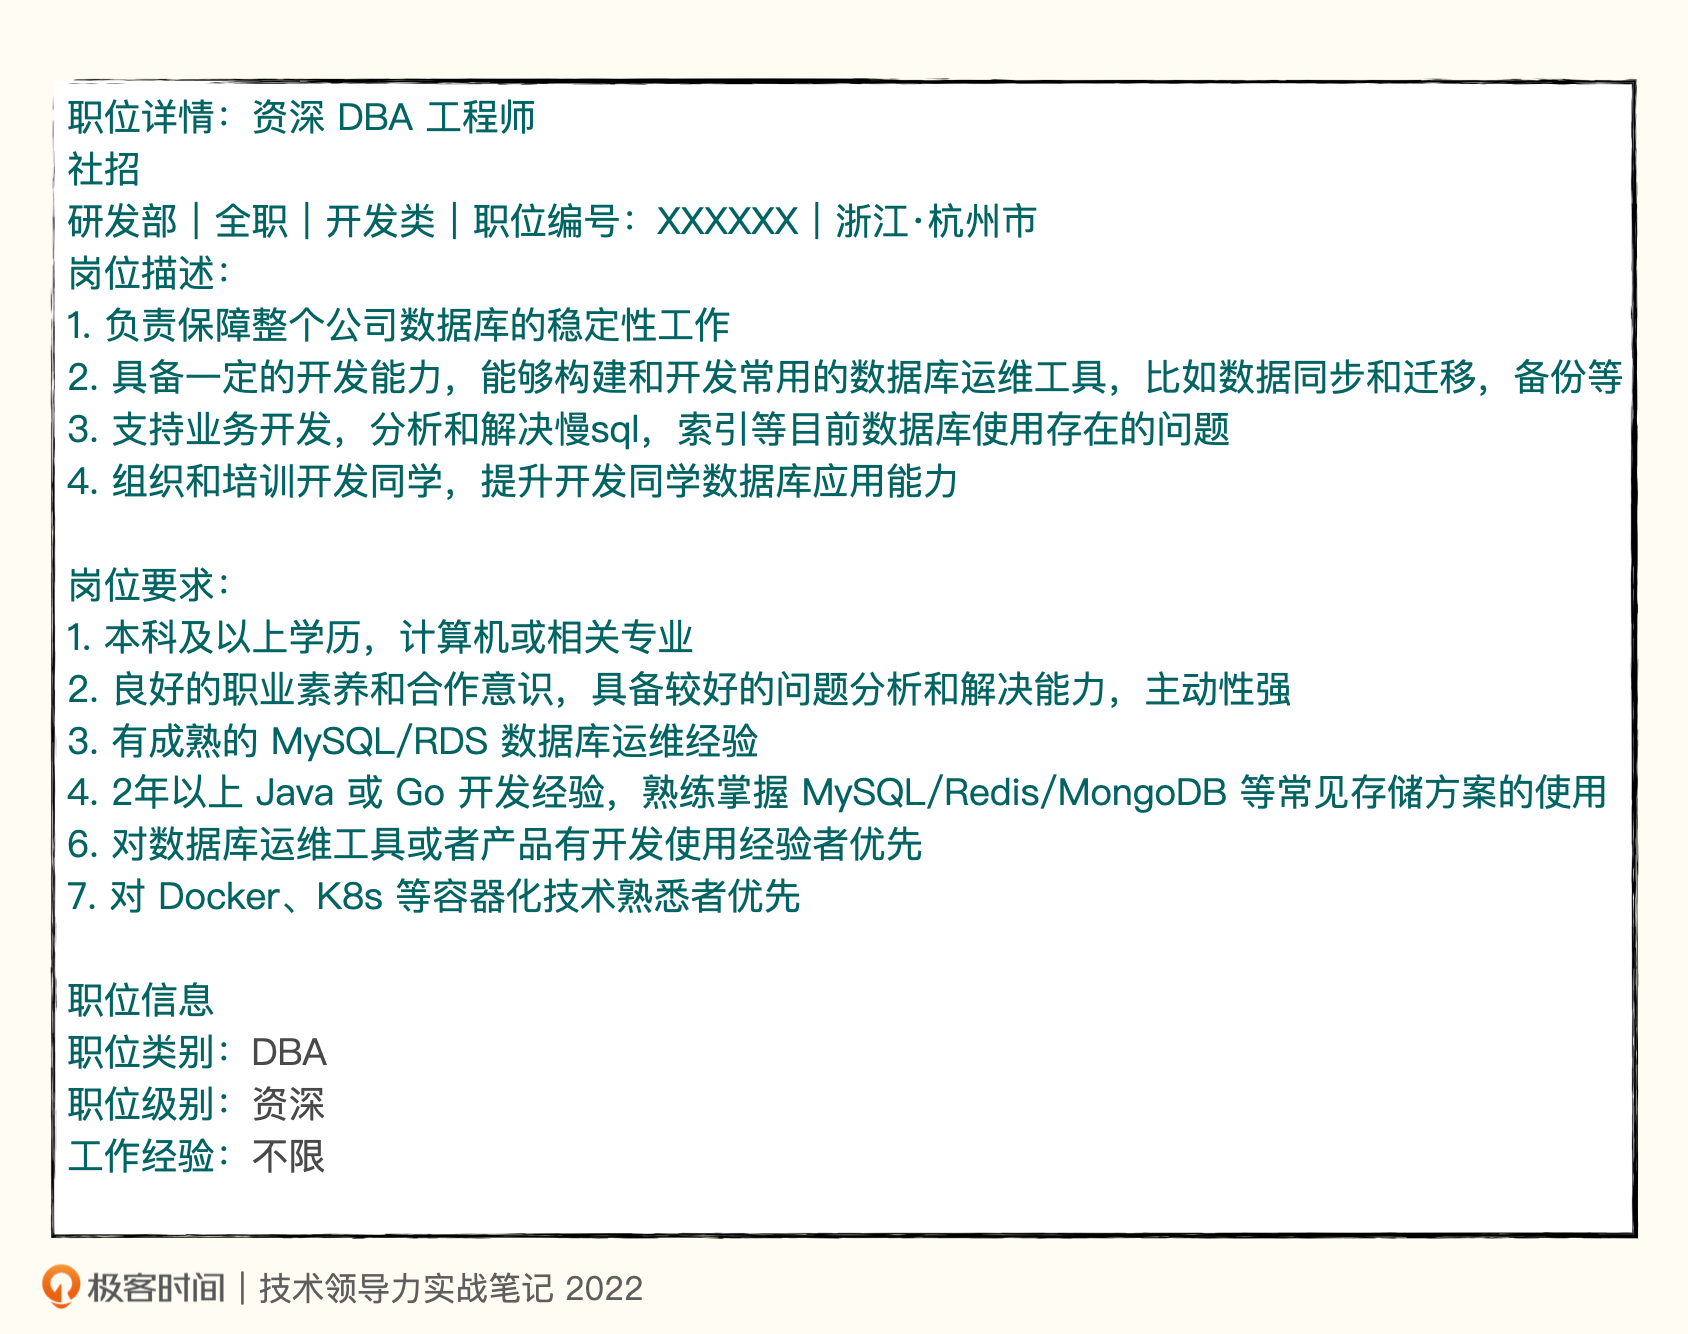 职位详情：资深 DBA 工程师
社招
研发部｜全职｜开发类｜职位编号：XXXXXX｜浙江·杭州市
岗位描述：
1. 负责保障整个公司数据库的稳定性工作
2. 具备一定的开发能力，能够构建和开发常用的数据库运维工具，比如数据同步和迁移，备份等
3. 支持业务开发，分析和解决慢sql，索引等目前数据库使用存在的问题
4. 组织和培训开发同学，提升开发同学数据库应用能力
岗位要求：
1. 本科及以上学历，计算机或相关专业
2. 良好的职业素养和合作意识，具备较好的问题分析和解决能力，主动性强
3. 有成熟的 MySQL/RDS 数据库运维经验
4. 2年以上 Java 或 Go 开发经验，熟练掌握 MySQL/Redis/MongoDB 等常见存储方案的使用
6. 对数据库运维工具或者产品有开发使用经验者优先
7. 对 Docker、K8s 等容器化技术熟悉者优先
职位信息
职位类别：DBA
职位级别：资深
工作经验：不限
极客时间｜技术领导力实战笔记 2022